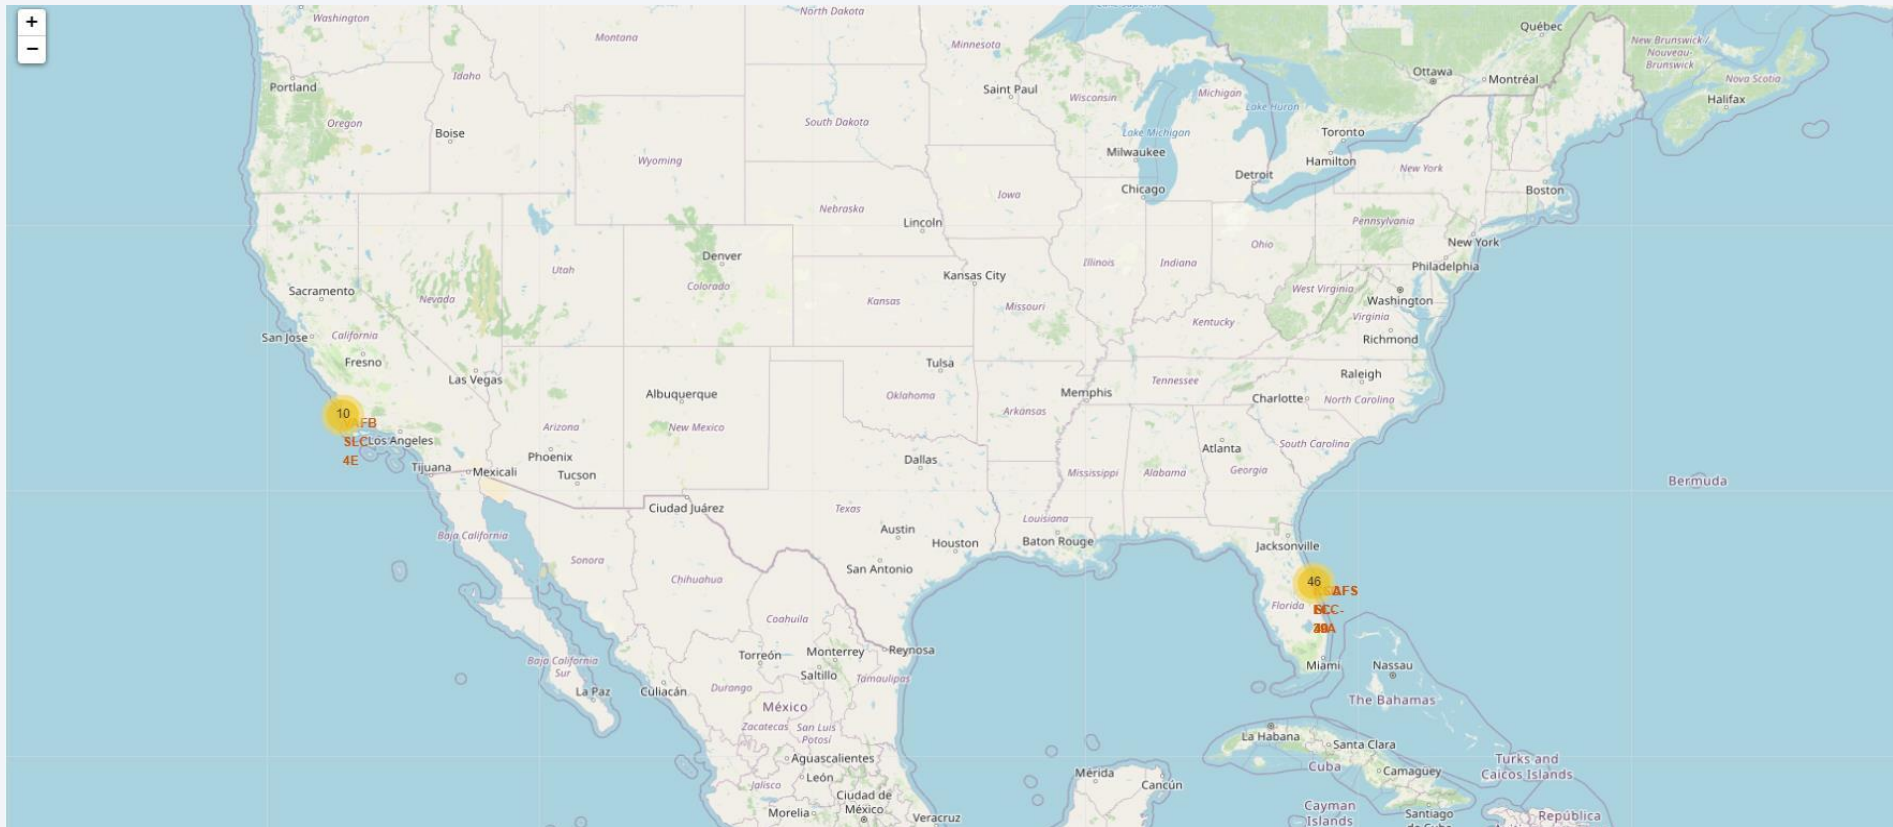 +
−
Washington
North Dakota
Montana
Minnesota
Québec
New Brunswick /
Nouveau-
Brunswick
Nova Scotia
Halifax
Ottawa
Montréal
Portland
Idaho
Saint Paul
Wisconsin
Michigan
Lake Huron
Oregon
Boise
South Dakota
Lake Michigan
Toronto
Hamilton
Wyoming
Milwaukee
Detroit
New York
Chicago
Boston
Iowa
Nebraska
Lincoln
Pennsylvania
New York
Ohio
Denver
Utah
Colorado
Kansas City
Illinois
Indiana
Philadelphia
Sacramento
Nevada
Kansas
Missouri
West Virginia
Washington
Virginia
Kentucky
San Jose
California
Richmond
Fresno
Las Vegas
Tulsa
Raleigh
Tennessee
Albuquerque
Oklahoma
Memphis
Charlotte
North Carolina
10
VAFB
SLC-
4E
Los Angeles
Arizona
New Mexico
Arkansas
South Carolina
Atlanta
Georgia
Phoenix
Dallas
Tijuana
Mexicali
Tucson
Mississippi
Alabama
Bermuda
Ciudad Juárez
Texas
Louisiana
Baja California
Austin
Houston
Baton Rouge
Jacksonville
Sonora
San Antonio
Chihuahua
46
Florida
Coahuila
Torreón
Monterrey
Reynosa
Saltillo
Tamaulipas
Miami
Nassau
Baja California
Sur
La Paz
Culiacán
Durango
The Bahamas
México
Zacatecas
San Luis
Potosí
La Habana
Santa Clara
Aguascalientes
León
Cuba
Camagüey
Turks and
Caicos Islands
Mérida
Cancún
Jalisco
Ciudad de
México
Morelia
Veracruz
Cayman
Islands
Santiago
de Cuba
República